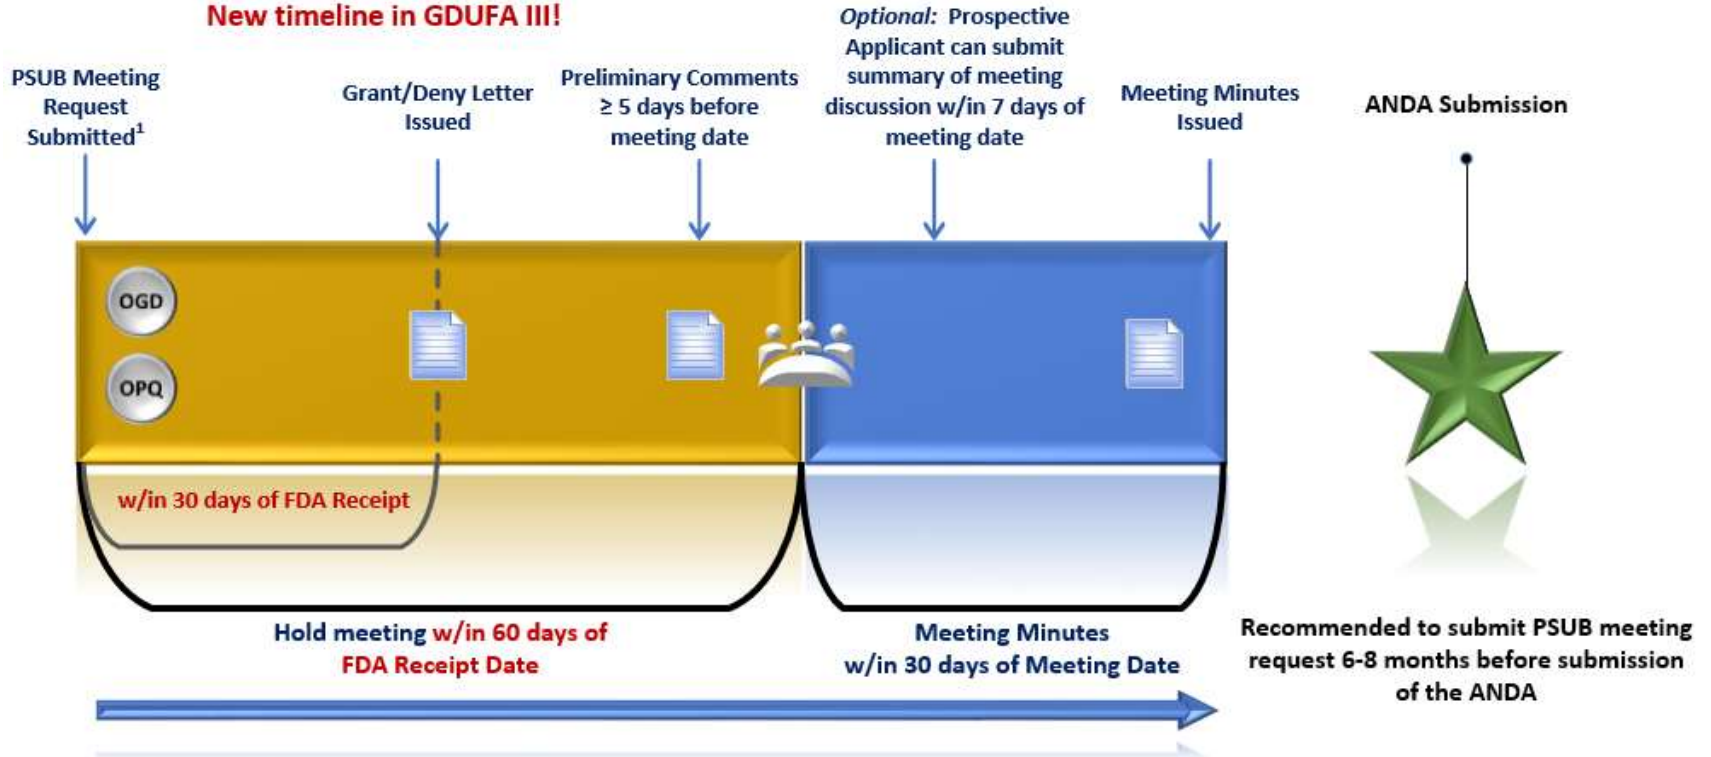 New timeline in GDUFA III!
PSUB Meeting
Request
Submitted1
Grant/Deny Letter
Issued
Preliminary Comments
≥ 5 days before
meeting date
Optional: Prospective
Applicant can submit
summary of meeting
discussion w/in 7 days of
meeting date
Meeting Minutes
Issued
ANDA Submission
OGD
OPQ
w/in 30 days of FDA Receipt
Hold meeting w/in 60 days of
FDA Receipt Date
Meeting Minutes
w/in 30 days of Meeting Date
Recommended to submit PSUB meeting
request 6-8 months before submission
of the ANDA